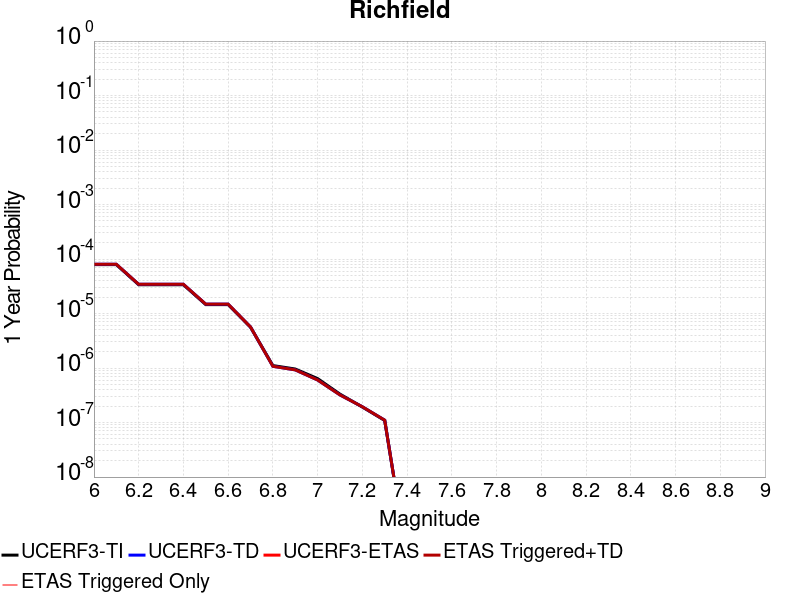 Richfield
10^0
10^-1
10^-2
10^-3
10^-4
10^-5
10^-6
10^-7
10^-8
1 Year Probability
6 6.2 6.4 6.6 6.8 7 7.2 7.4 7.6 7.8 8 8.2 8.4 8.6 8.8 9
Magnitude
UCERF3-TI UCERF3-TD UCERF3-ETAS ETAS Triggered+TD
ETAS Triggered Only